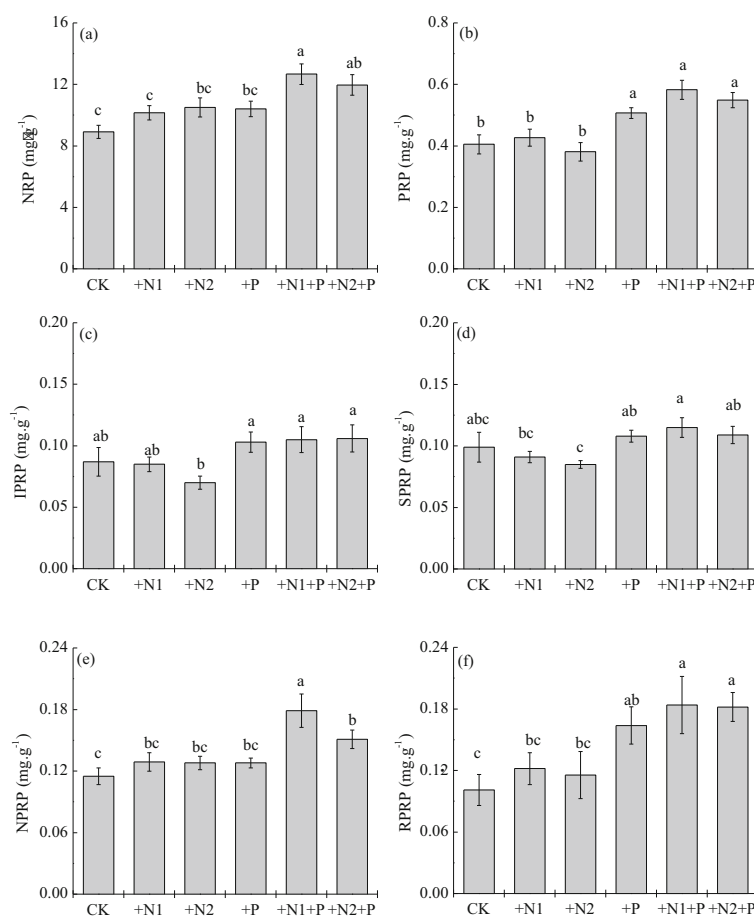 (a)
16
12
8
4
0
NRP (mg.g⁻¹)
c
c
bc
bc
a
ab
CK +N1 +N2 +P +N1+P +N2+P
(b)
0.8
0.6
0.4
0.2
0.0
PRP (mg.g⁻¹)
b
b
b
a
a
a
CK +N1 +N2 +P +N1+P +N2+P
(c)
0.20
0.15
0.10
0.05
0.00
IPRP (mg.g⁻¹)
ab
ab
b
a
a
a
CK +N1 +N2 +P +N1+P +N2+P
(d)
0.20
0.15
0.10
0.05
0.00
SPRP (mg.g⁻¹)
abc
bc
c
ab
a
ab
CK +N1 +N2 +P +N1+P +N2+P
(e)
0.24
0.18
0.12
0.06
0.00
NPRP (mg.g⁻¹)
c
bc
bc
bc
a
b
CK +N1 +N2 +P +N1+P +N2+P
(f)
0.24
0.18
0.12
0.06
0.00
RPRP (mg.g⁻¹)
c
bc
bc
ab
a
a
CK +N1 +N2 +P +N1+P +N2+P